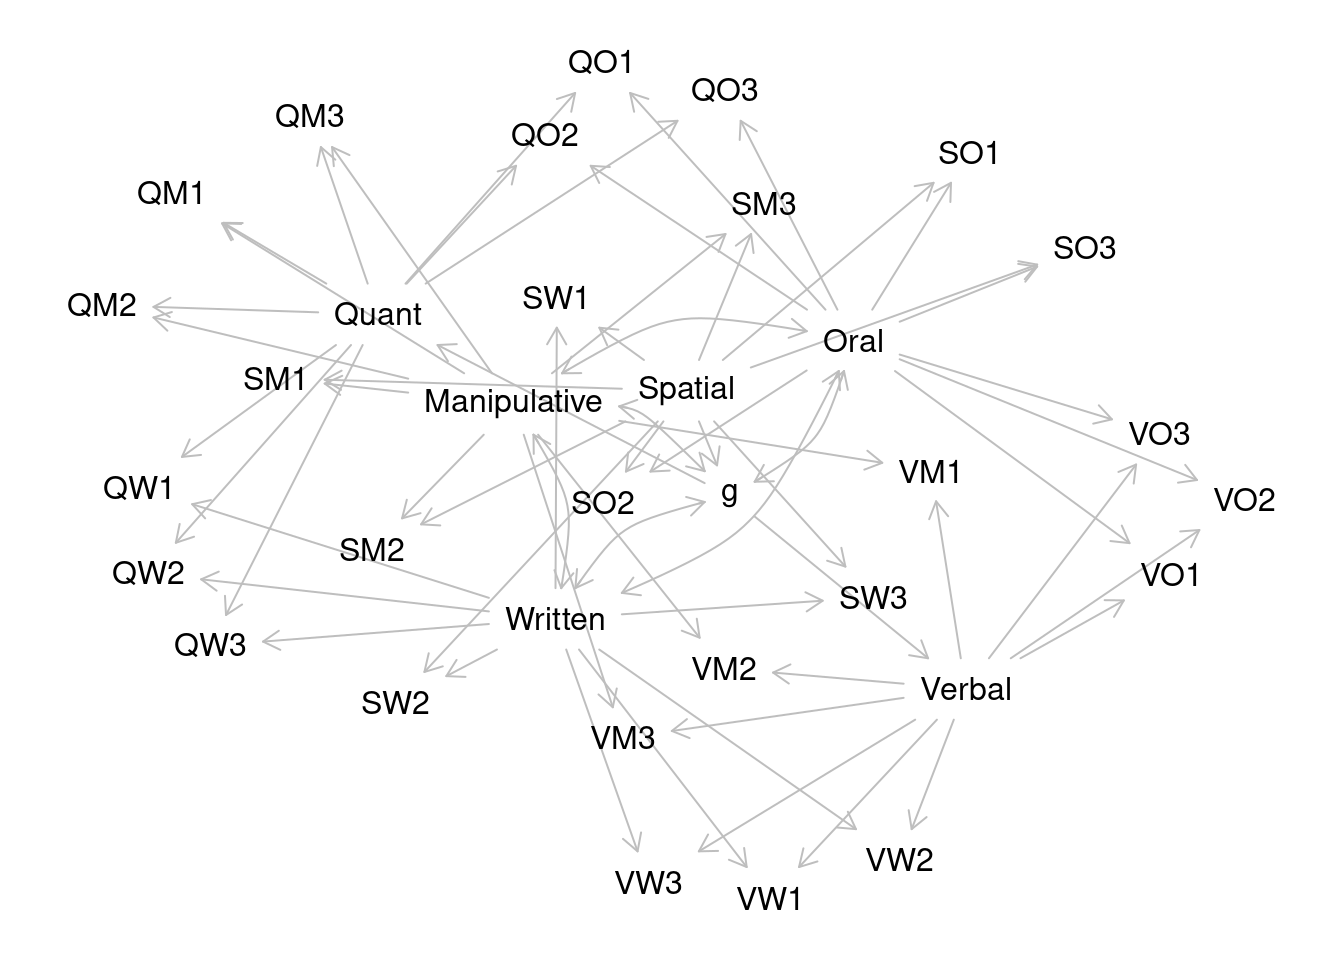 QO1
QO3
QM3
QO2
SO1
QM1
SM3
SO3
SW1
QM2
Quant
Oral
SM1
Spatial
Manipulative
VO3
VM1
QW1
g
VO2
SO2
SM2
QW2
VO1
SW3
Written
QW3
VM2
Verbal
SW2
VM3
VW2
VW3
VW1